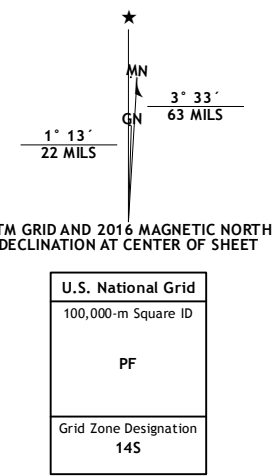 ★
MN
3° 33´
63 MILS
GN
1° 13´
22 MILS
TM GRID AND 2016 MAGNETIC NORTH
DECLINATION AT CENTER OF SHEET
U.S. National Grid
100,000-m Square ID
PF
Grid Zone Designation
14S